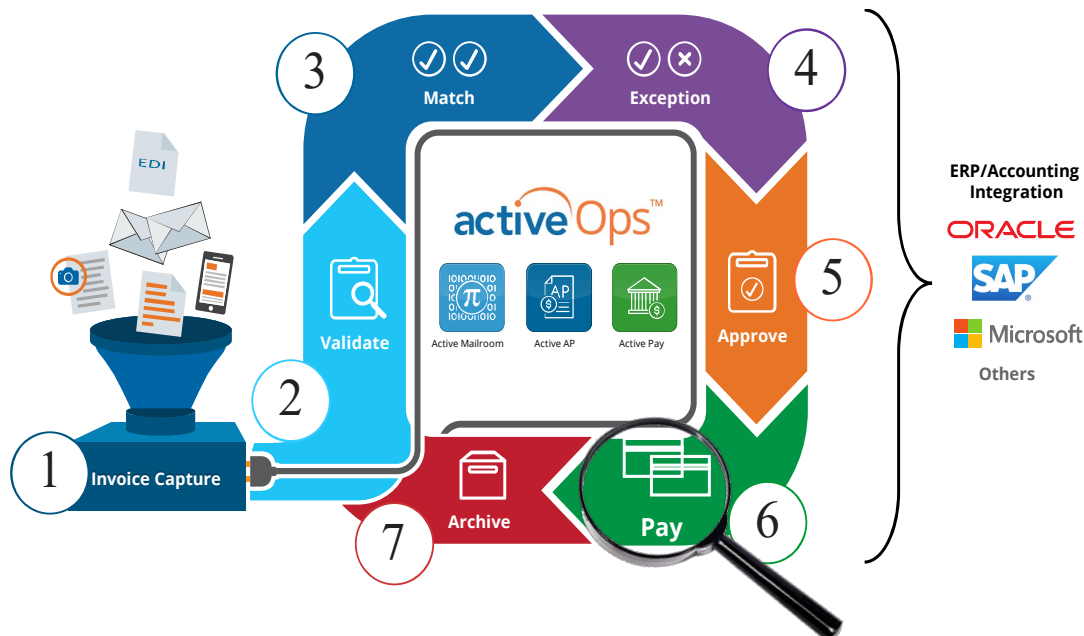 3
Match
Exception
4
EDI
ERP/Accounting
Integration
ORACLE
SAP®
Microsoft
Others
activeOps™
π
AP
$
$
Active Mailroom
Active AP
Active Pay
Validate
Approve
5
2
1
Invoice Capture
Archive
7
Pay
6